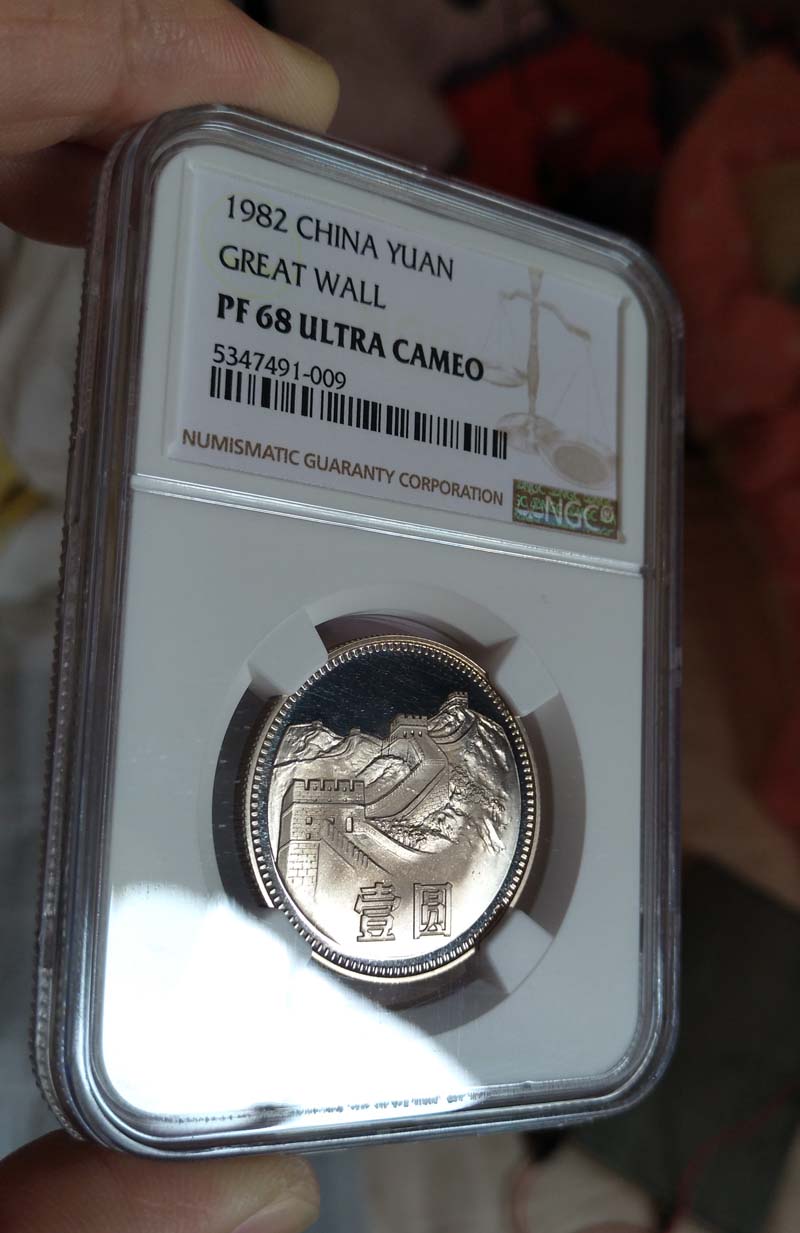 1982 CHINA YUAN
GREAT WALL
PF 68 ULTRA CAMEO
5347491-009
NUMISMATIC GUARANTY CORPORATION
NGC
壹圆